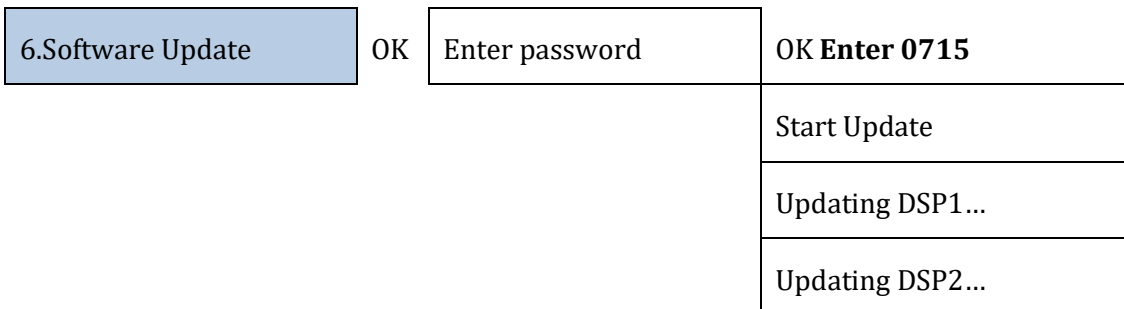 6.Software Update OK Enter password OK Enter 0715
Start Update
Updating DSP1…
Updating DSP2…